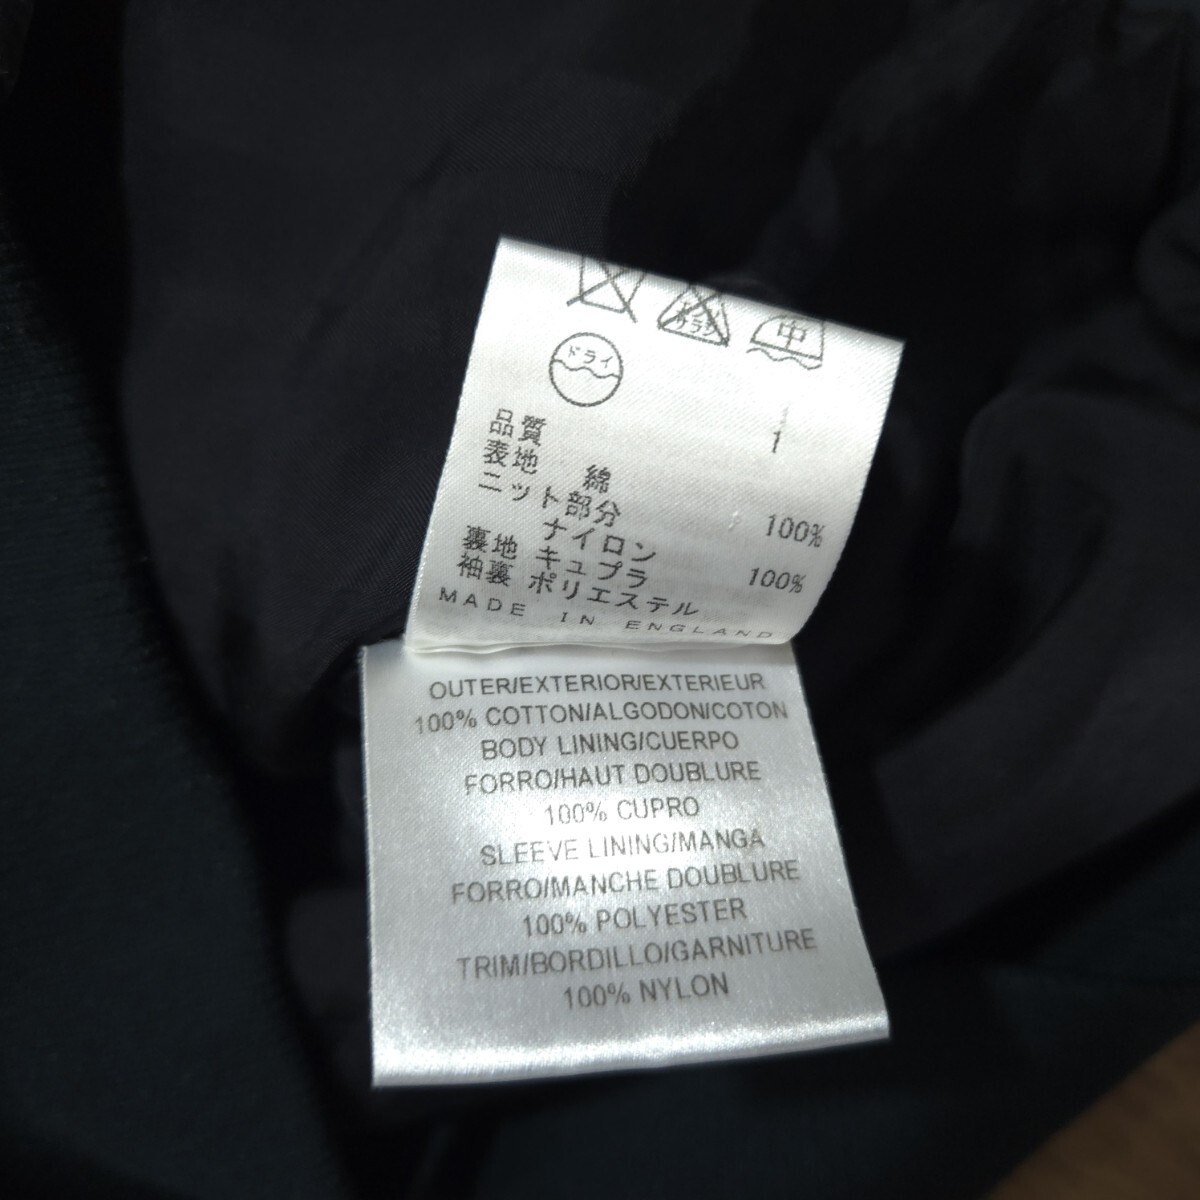 中
ドライ
1
品質
表地 綿
ニット部分 100%
ナイロン
裏地 キュプラ 100%
袖裏 ポリエステル
MADE IN ENGLAND
OUTER/EXTERIOR/EXTERIEUR
100% COTTON/ALGODON/COTON
BODY LINING/CUERPO
FORRO/HAUT DOUBLURE
100% CUPRO
SLEEVE LINING/MANGA
FORRO/MANCHE DOUBLURE
100% POLYESTER
TRIM/BORDILLO/GARNITURE
100% NYLON